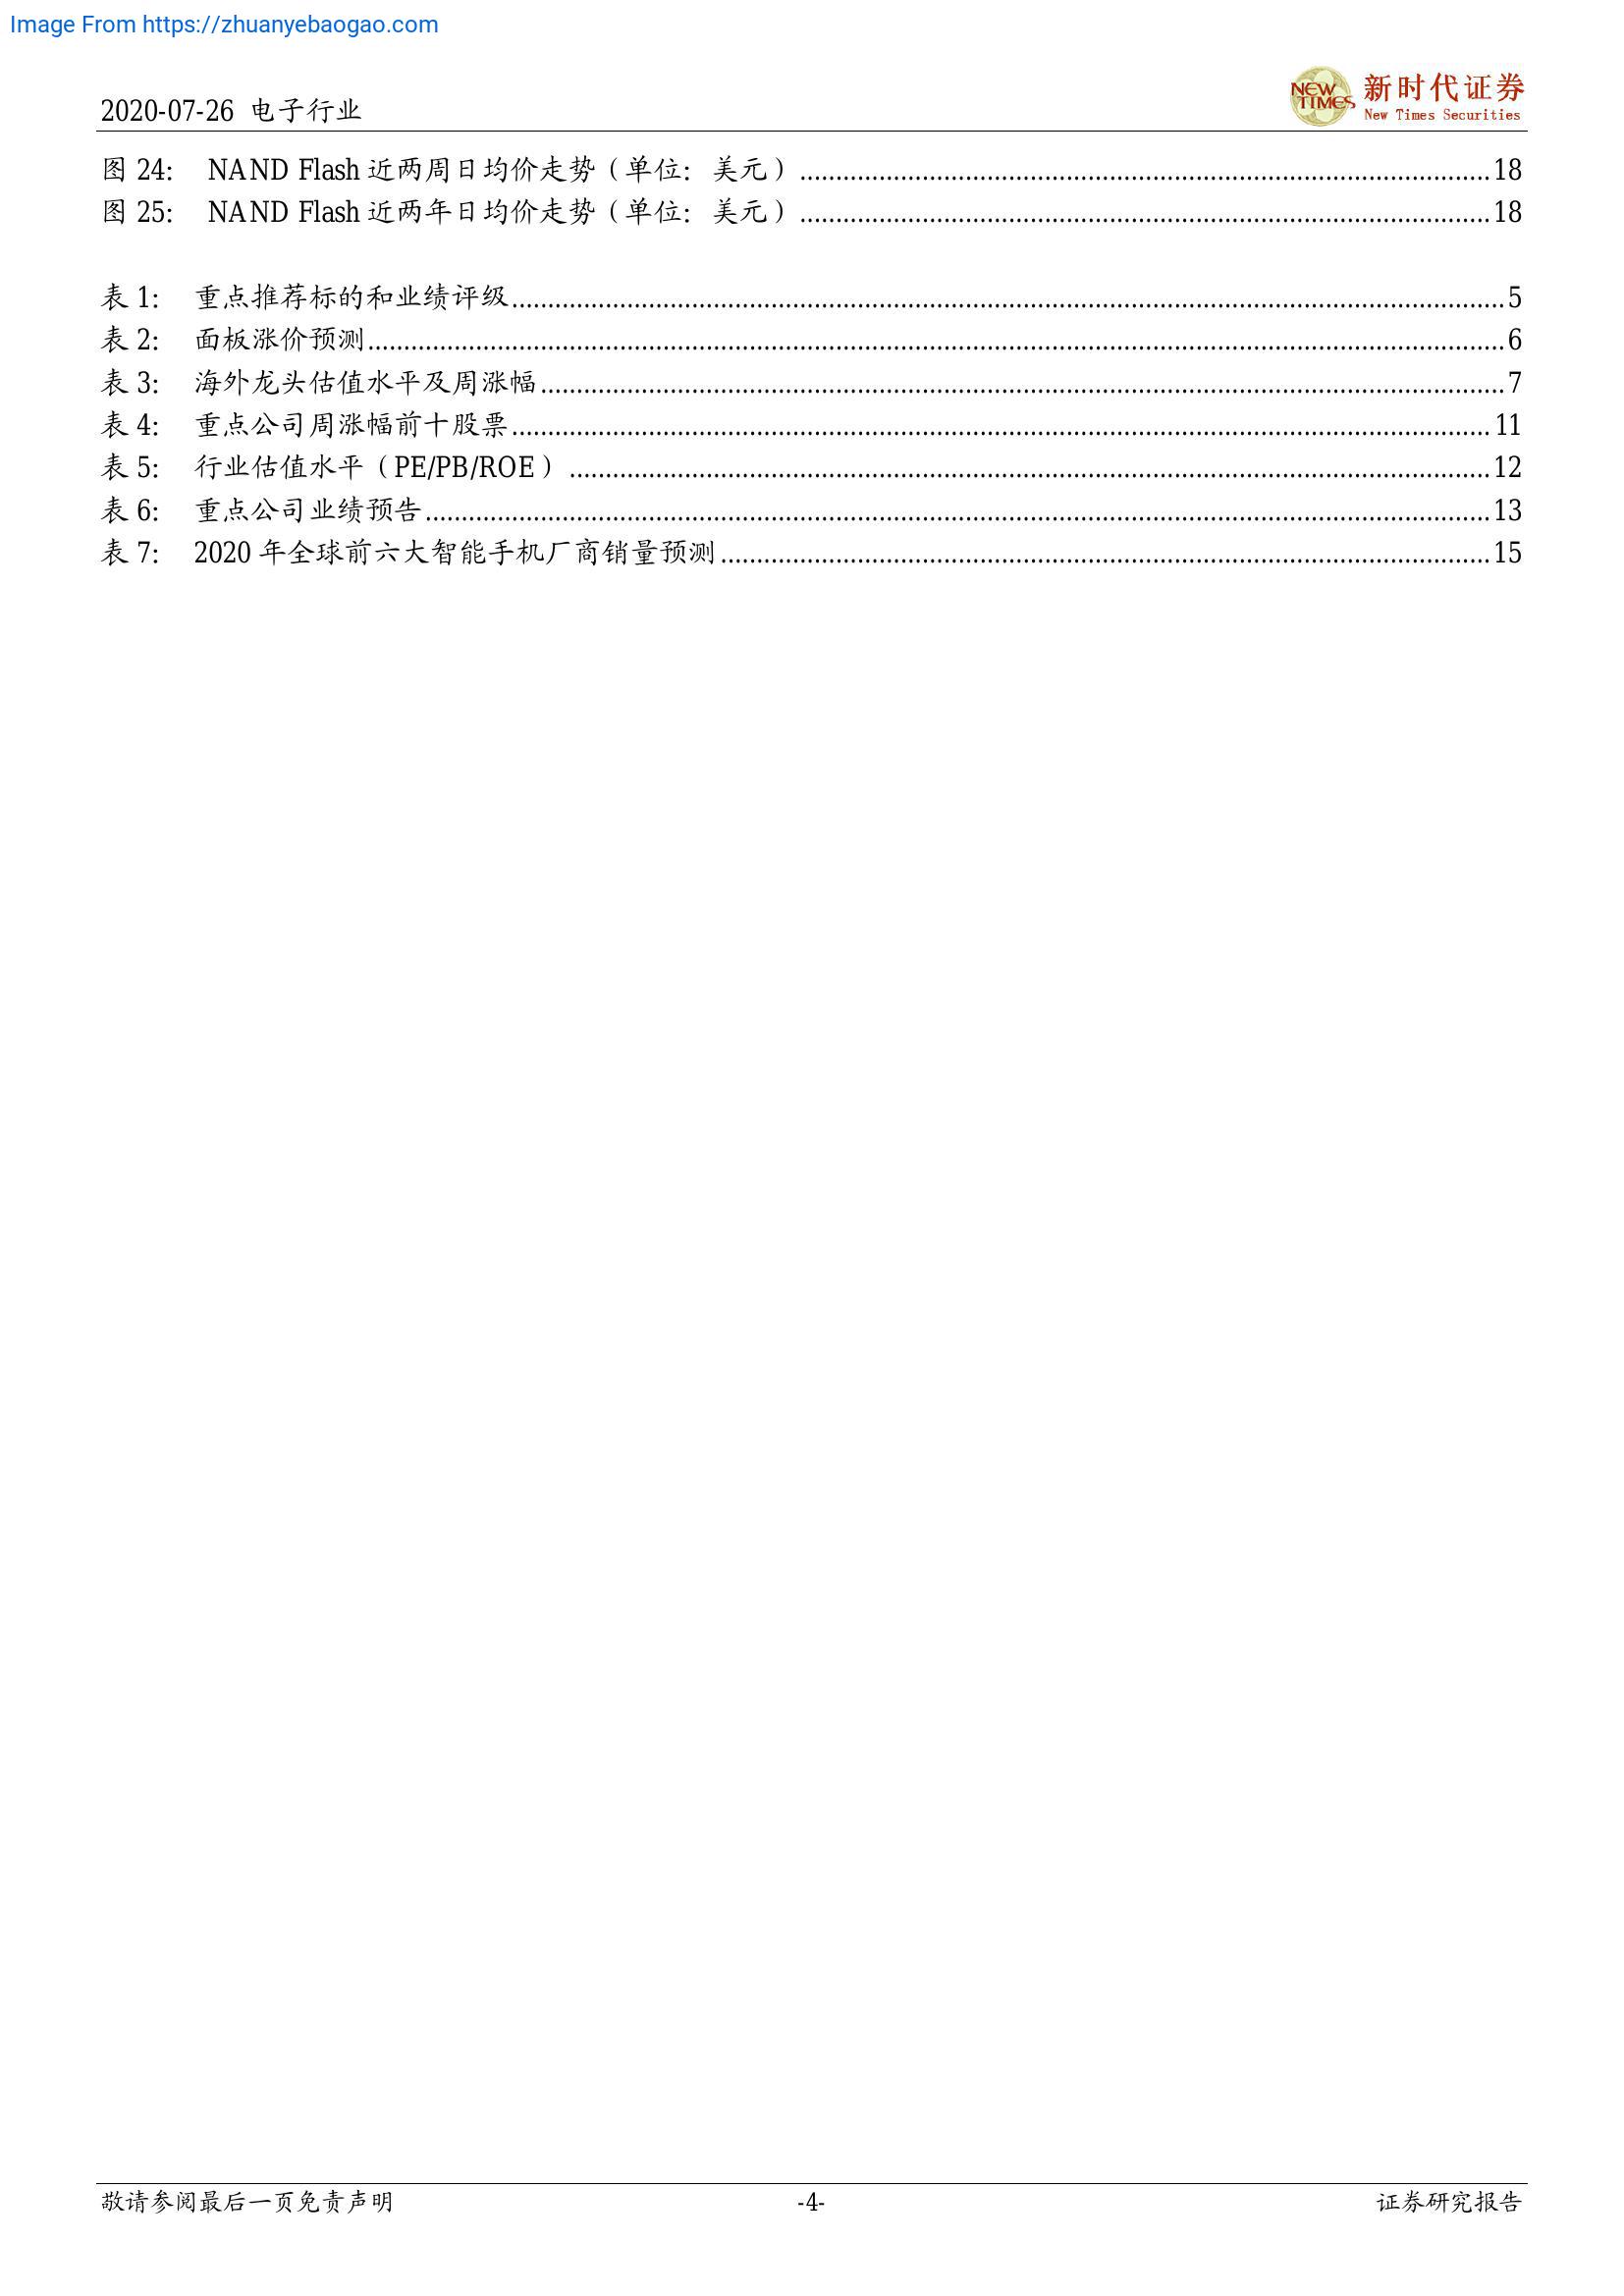 Image From https://zhuanyebaogao.com
2020-07-26 电子行业
NEW TIMES 新时代证券
New Times Securities
图 24: NAND Flash 近两周日均价走势（单位: 美元）...............18
图 25: NAND Flash 近两年日均价走势（单位: 美元）...............18
表 1: 重点推荐标的和业绩评级...............5
表 2: 面板涨价预测...............6
表 3: 海外龙头估值水平及周涨幅...............7
表 4: 重点公司周涨幅前十股票...............11
表 5: 行业估值水平（PE/PB/ROE）...............12
表 6: 重点公司业绩预告...............13
表 7: 2020 年全球前六大智能手机厂商销量预测...............15
敬请参阅最后一页免责声明 -4- 证券研究报告